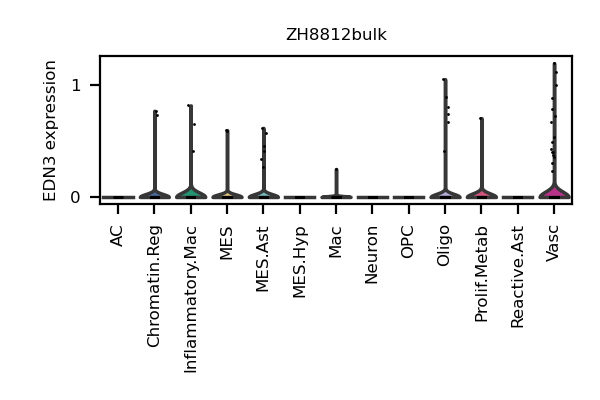 ZH8812bulk
EDN3 expression
1
0
AC
Chromatin.Reg
Inflammatory.Mac
MES
MES.Ast
MES.Hyp
Mac
Neuron
OPC
Oligo
Prolif.Metab
Reactive.Ast
Vasc